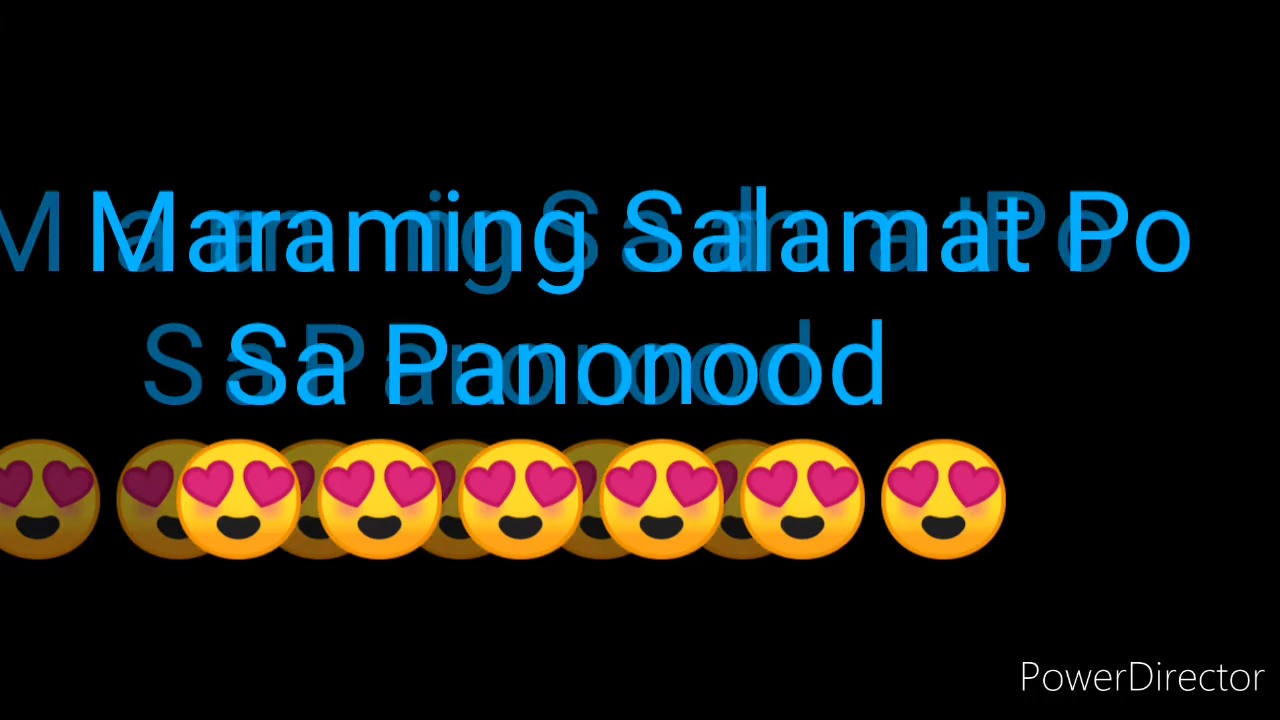 Maraming Salamat Po
Sa Panonood
😍😍😍😍😍😍
PowerDirector